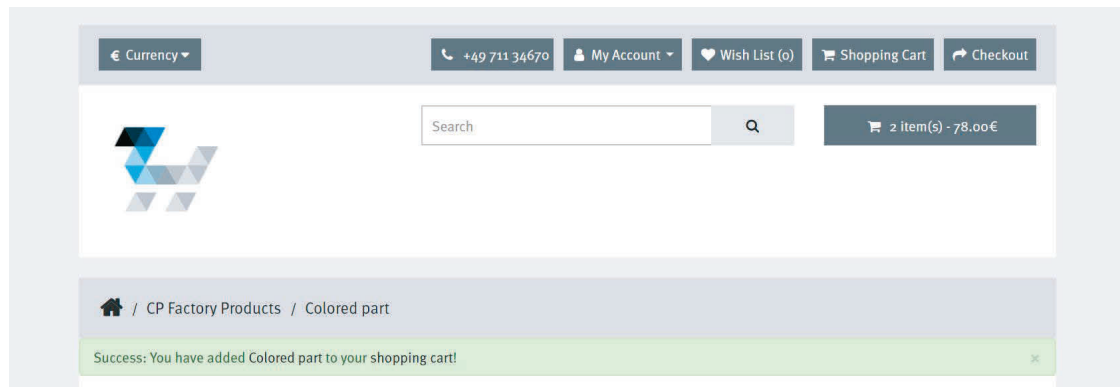 € Currency
+49 711 34670 My Account Wish List (0) Shopping Cart Checkout
Search 2 item(s) - 78.00€
/ CP Factory Products / Colored part
Success: You have added Colored part to your shopping cart! ×